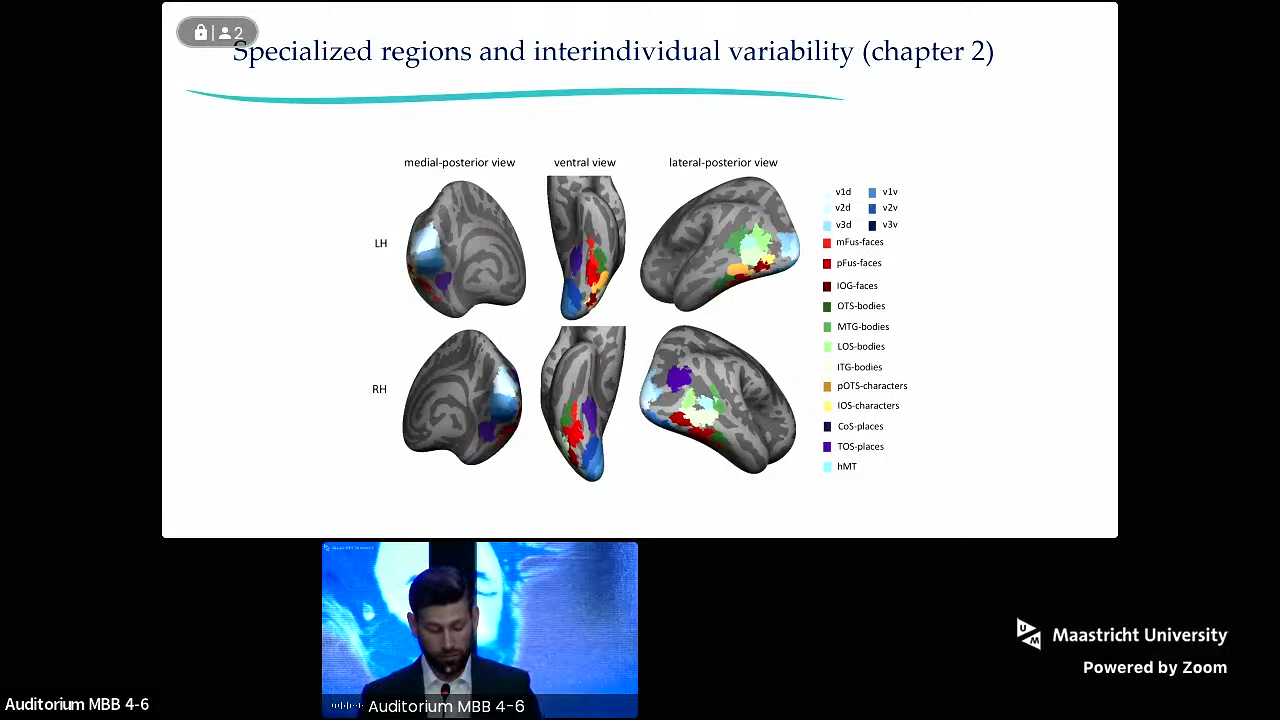 2
Specialized regions and interindividual variability (chapter 2)
medial-posterior view
ventral view
lateral-posterior view
LH
RH
v1d v1v
v2d v2v
v3d v3v
mFus-faces
pFus-faces
IOG-faces
OTS-bodies
MTG-bodies
LOS-bodies
ITG-bodies
pOTS-characters
IOS-characters
CoS-places
TOS-places
hMT
Auditorium MBB 4-6
Auditorium MBB 4-6
Maastricht University
Powered by Zoom